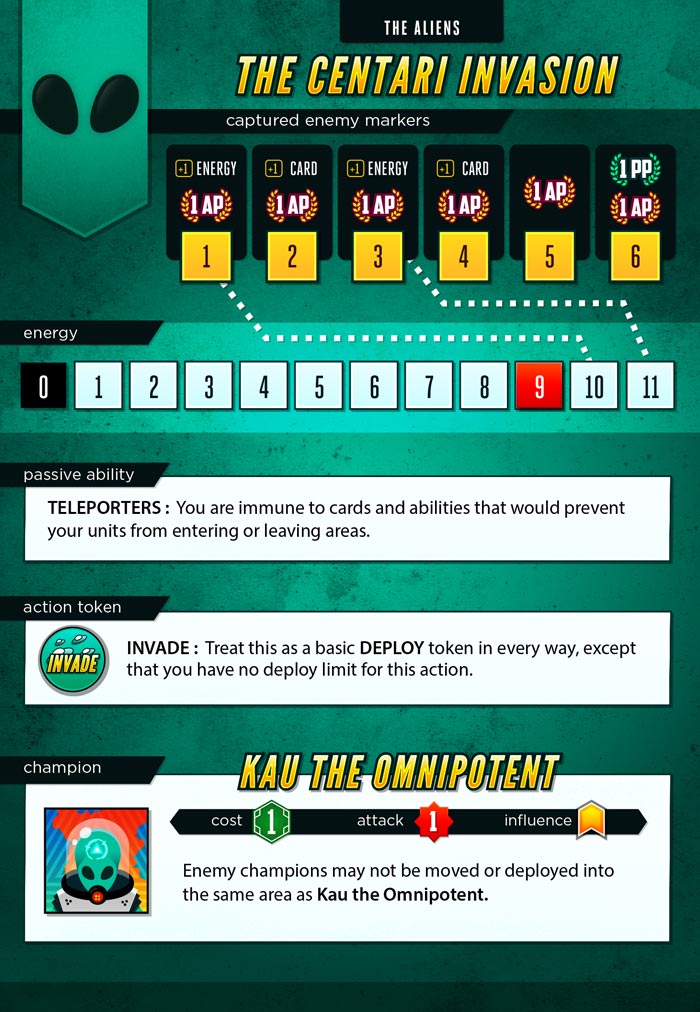 THE ALIENS
THE CENTARI INVASION
captured enemy markers
+1 ENERGY
1 AP
1
+1 CARD
1 AP
2
+1 ENERGY
1 AP
3
+1 CARD
1 AP
4
1 AP
5
1 PP
1 AP
6
energy
0 1 2 3 4 5 6 7 8 9 10 11
passive ability
TELEPORTERS : You are immune to cards and abilities that would prevent
your units from entering or leaving areas.
action token
INVADE
INVADE : Treat this as a basic DEPLOY token in every way, except
that you have no deploy limit for this action.
champion
KAU THE OMNIPOTENT
cost 1 attack 1 influence
Enemy champions may not be moved or deployed into
the same area as Kau the Omnipotent.